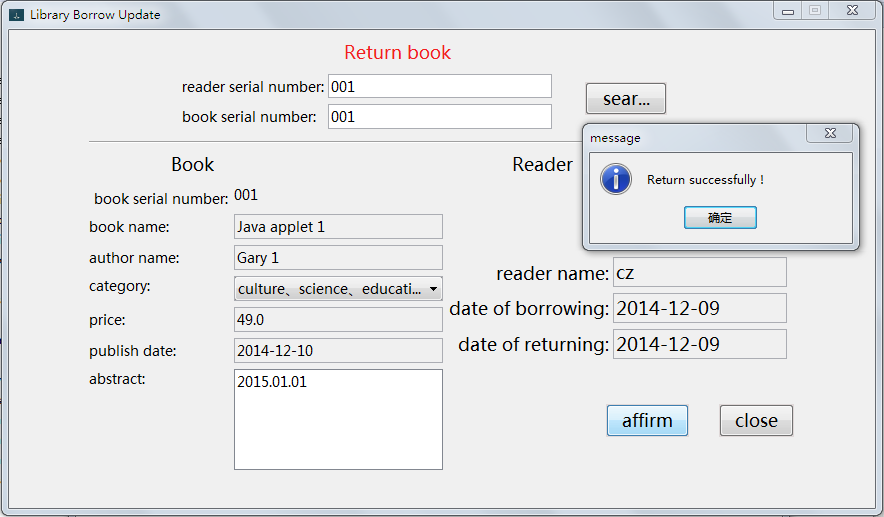 Library Borrow Update
Return book
reader serial number: 001
sear...
book serial number: 001
message
Return successfully !
确定
Book
Reader
book serial number: 001
book name: Java applet 1
author name: Gary 1
category: culture、science、educati...
price: 49.0
publish date: 2014-12-10
abstract: 2015.01.01
reader name: cz
date of borrowing: 2014-12-09
date of returning: 2014-12-09
affirm
close